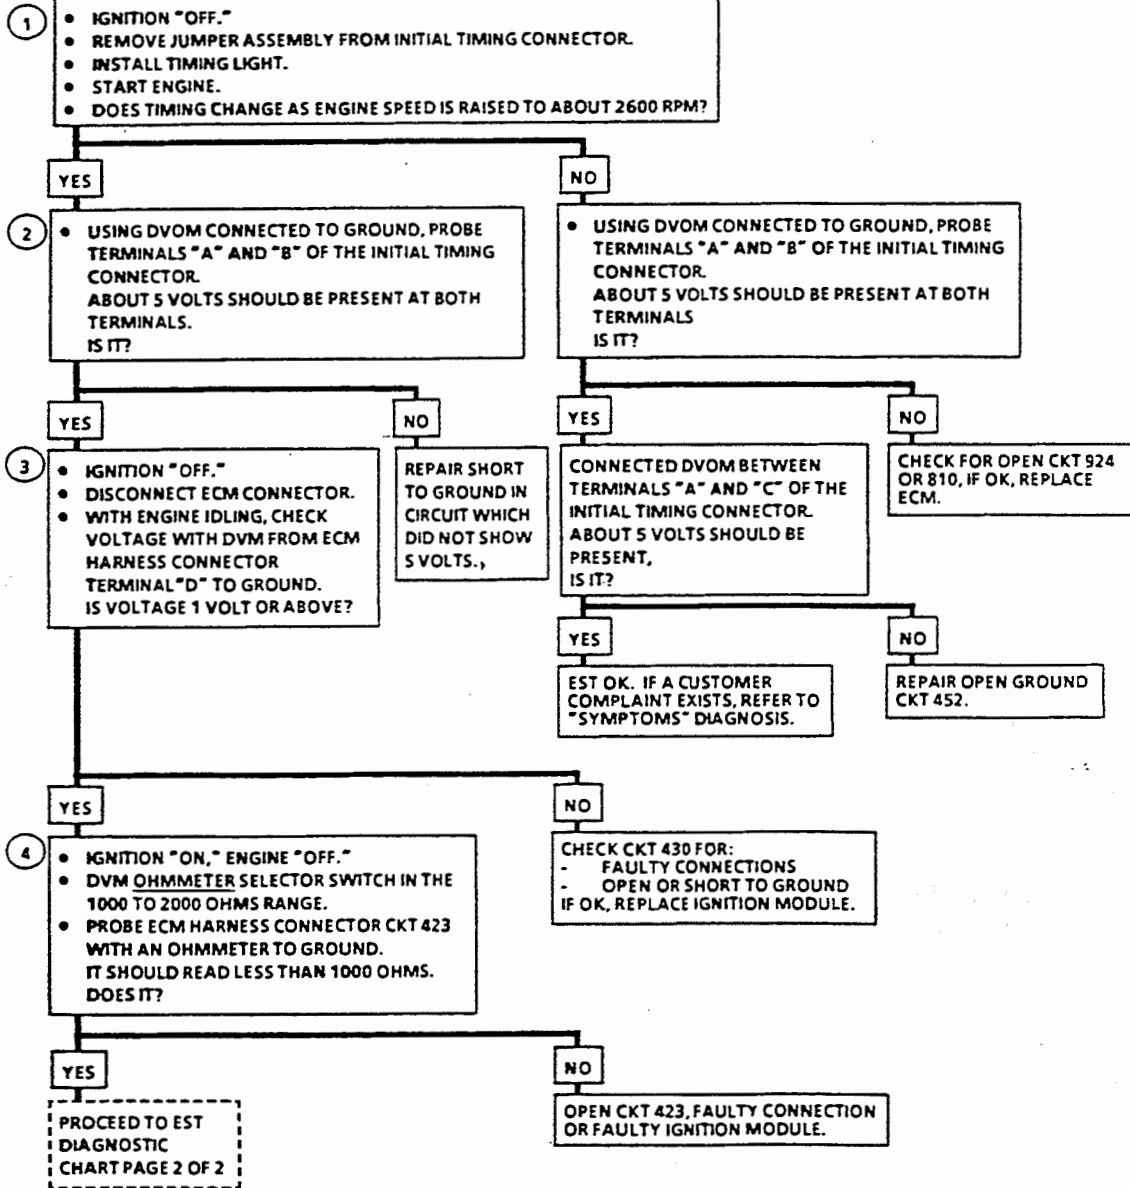 1
• IGNITION "OFF."
• REMOVE JUMPER ASSEMBLY FROM INITIAL TIMING CONNECTOR.
• INSTALL TIMING LIGHT.
• START ENGINE.
• DOES TIMING CHANGE AS ENGINE SPEED IS RAISED TO ABOUT 2600 RPM?
YES
NO
2
• USING DVOM CONNECTED TO GROUND, PROBE
TERMINALS "A" AND "B" OF THE INITIAL TIMING
CONNECTOR.
ABOUT 5 VOLTS SHOULD BE PRESENT AT BOTH
TERMINALS.
IS IT?
• USING DVOM CONNECTED TO GROUND, PROBE
TERMINALS "A" AND "B" OF THE INITIAL TIMING
CONNECTOR.
ABOUT 5 VOLTS SHOULD BE PRESENT AT BOTH
TERMINALS
IS IT?
YES
NO
YES
NO
3
• IGNITION "OFF."
• DISCONNECT ECM CONNECTOR.
• WITH ENGINE IDLING, CHECK
VOLTAGE WITH DVM FROM ECM
HARNESS CONNECTOR
TERMINAL "D" TO GROUND.
IS VOLTAGE 1 VOLT OR ABOVE?
REPAIR SHORT
TO GROUND IN
CIRCUIT WHICH
DID NOT SHOW
5 VOLTS.,
CONNECTED DVOM BETWEEN
TERMINALS "A" AND "C" OF THE
INITIAL TIMING CONNECTOR.
ABOUT 5 VOLTS SHOULD BE
PRESENT,
IS IT?
CHECK FOR OPEN CKT 924
OR 810, IF OK, REPLACE
ECM.
YES
NO
EST OK. IF A CUSTOMER
COMPLAINT EXISTS, REFER TO
"SYMPTOMS" DIAGNOSIS.
REPAIR OPEN GROUND
CKT 452.
YES
NO
4
• IGNITION "ON," ENGINE "OFF."
• DVM OHMMETER SELECTOR SWITCH IN THE
1000 TO 2000 OHMS RANGE.
• PROBE ECM HARNESS CONNECTOR CKT 423
WITH AN OHMMETER TO GROUND.
IT SHOULD READ LESS THAN 1000 OHMS.
DOES IT?
CHECK CKT 430 FOR:
- FAULTY CONNECTIONS
- OPEN OR SHORT TO GROUND
IF OK, REPLACE IGNITION MODULE.
YES
NO
PROCEED TO EST
DIAGNOSTIC
CHART PAGE 2 OF 2
OPEN CKT 423, FAULTY CONNECTION
OR FAULTY IGNITION MODULE.